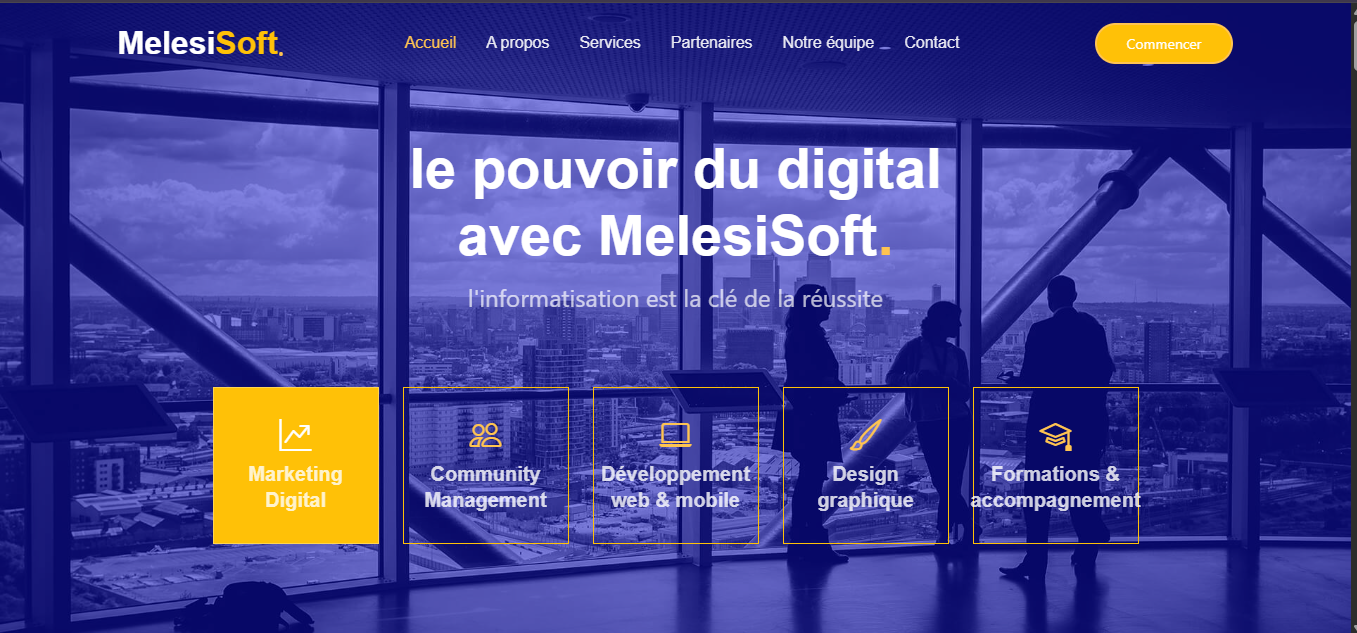 MelesiSoft.
Accueil
A propos
Services
Partenaires
Notre équipe
Contact
Commencer
le pouvoir du digital
avec MelesiSoft.
l'informatisation est la clé de la réussite
Marketing
Digital
Community
Management
Développement
web & mobile
Design
graphique
Formations &
accompagnement